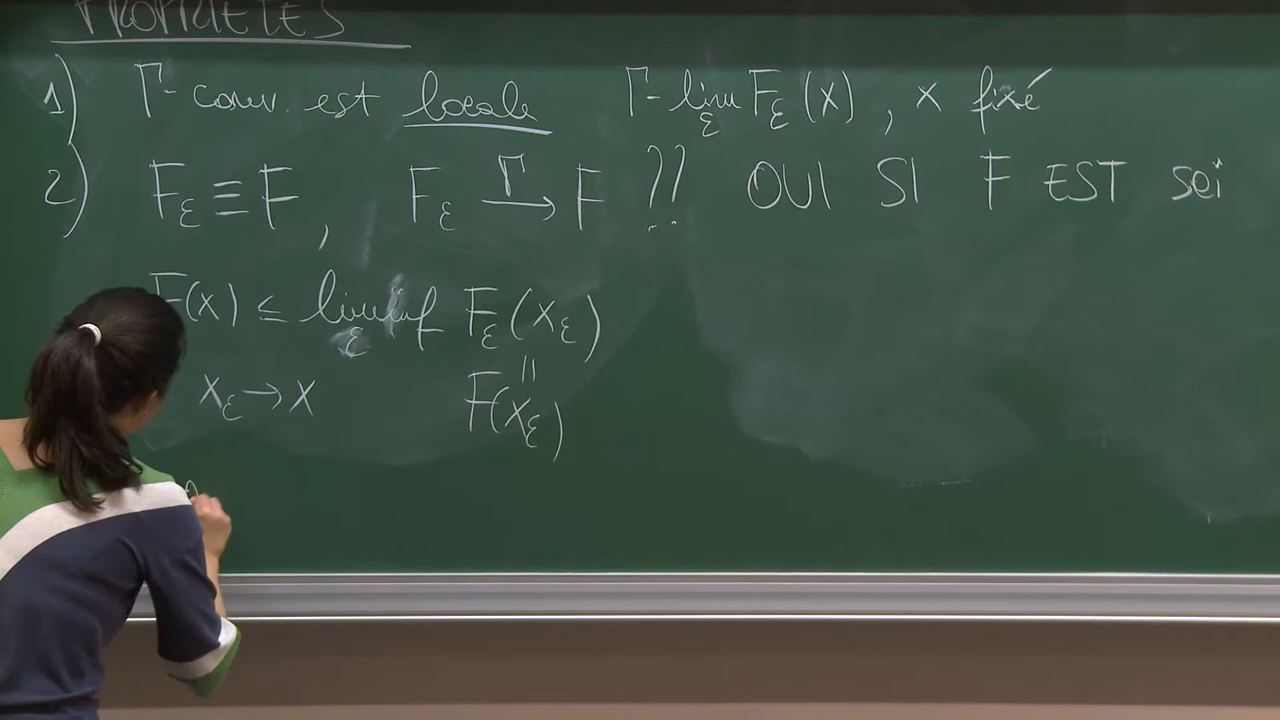 PROPRIETES
1) Γ-conv. est locale Γ-lim_ε F_ε(x), x fixé
2) F_ε ≡ F, F_ε →^Γ F ?? OUI SI F EST sci
F(x) ≤ liminf_ε F_ε(x_ε)
x_ε → x
=
F(x_ε)